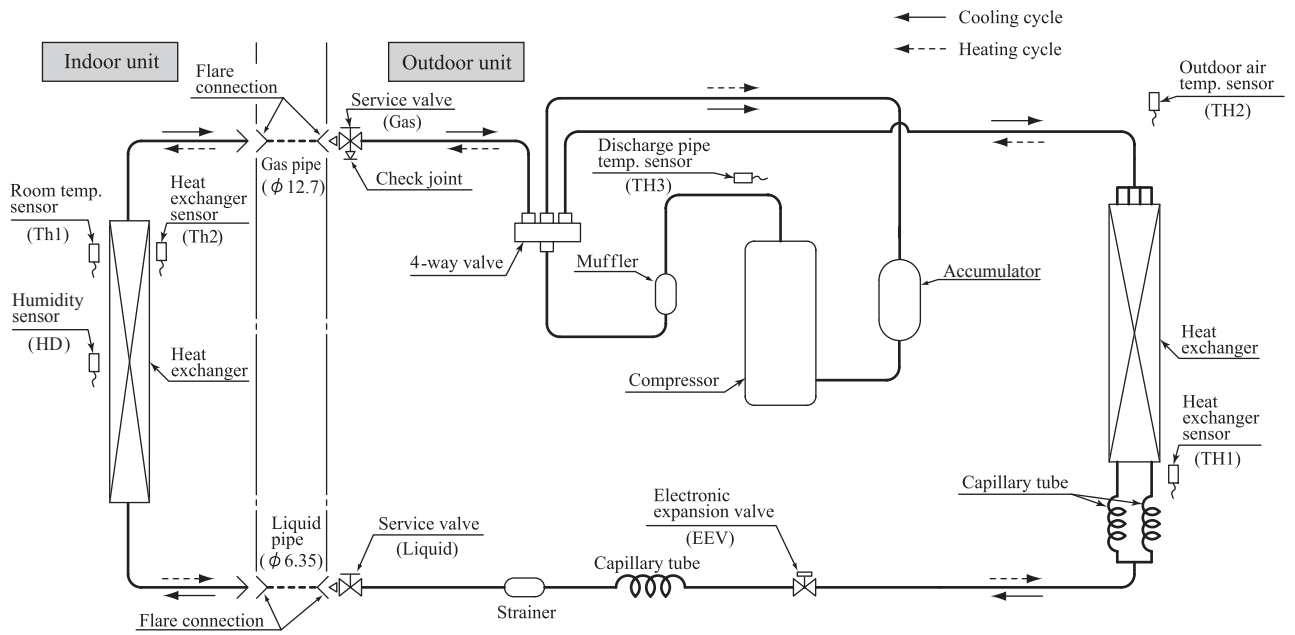 Cooling cycle
Heating cycle
Indoor unit
Outdoor unit
Flare
connection
Service valve
(Gas)
Outdoor air
temp. sensor
(TH2)
Gas pipe
(ϕ 12.7)
Check joint
Discharge pipe
temp. sensor
(TH3)
Room temp.
sensor
(Th1)
Heat
exchanger
sensor
(Th2)
4-way valve
Muffler
Accumulator
Humidity
sensor
(HD)
Heat
exchanger
Compressor
Heat
exchanger
Heat
exchanger
sensor
(TH1)
Capillary tube
Liquid
pipe
(ϕ 6.35)
Service valve
(Liquid)
Electronic
expansion valve
(EEV)
Capillary tube
Strainer
Flare connection